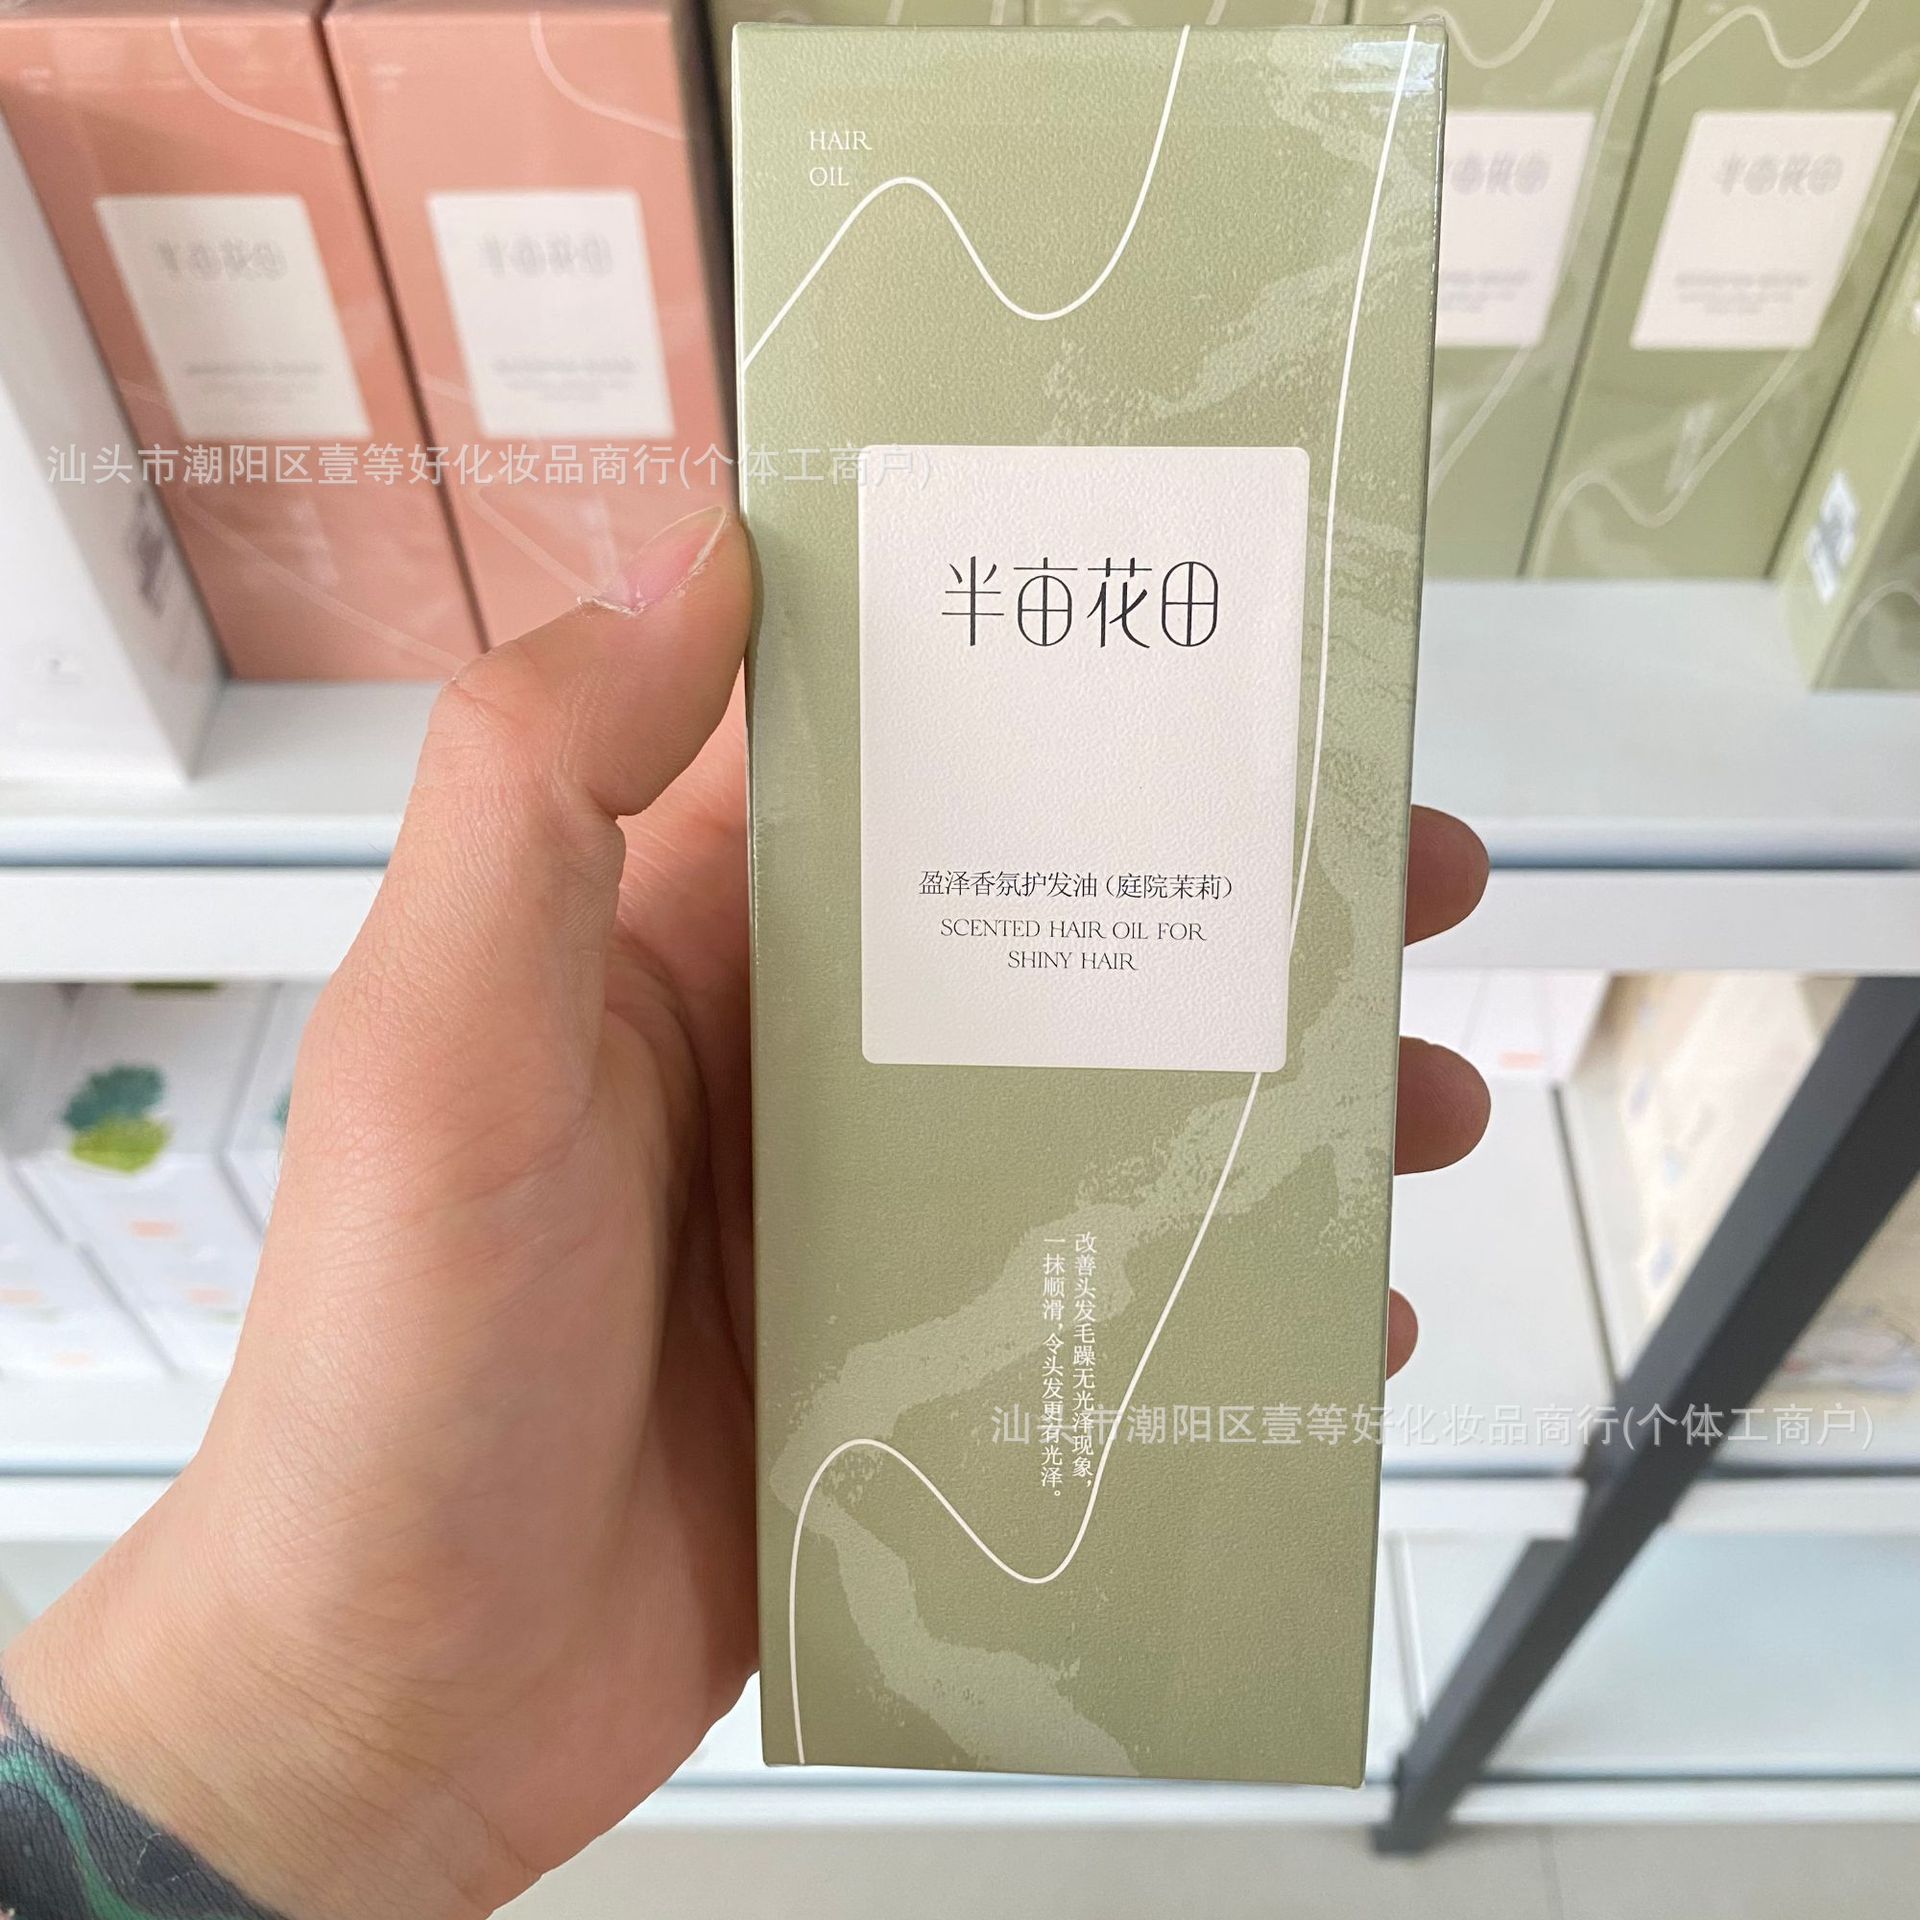 HAIR
OIL
汕头市潮阳区壹等好化妆品商行(个体工商户)
半亩花田
盈泽香氛护发油(庭院茉莉)
SCENTED HAIR OIL FOR
SHINY HAIR
改善头发毛躁无光泽现象，
一抹顺滑，令头发更有光泽。
汕头市潮阳区壹等好化妆品商行(个体工商户)